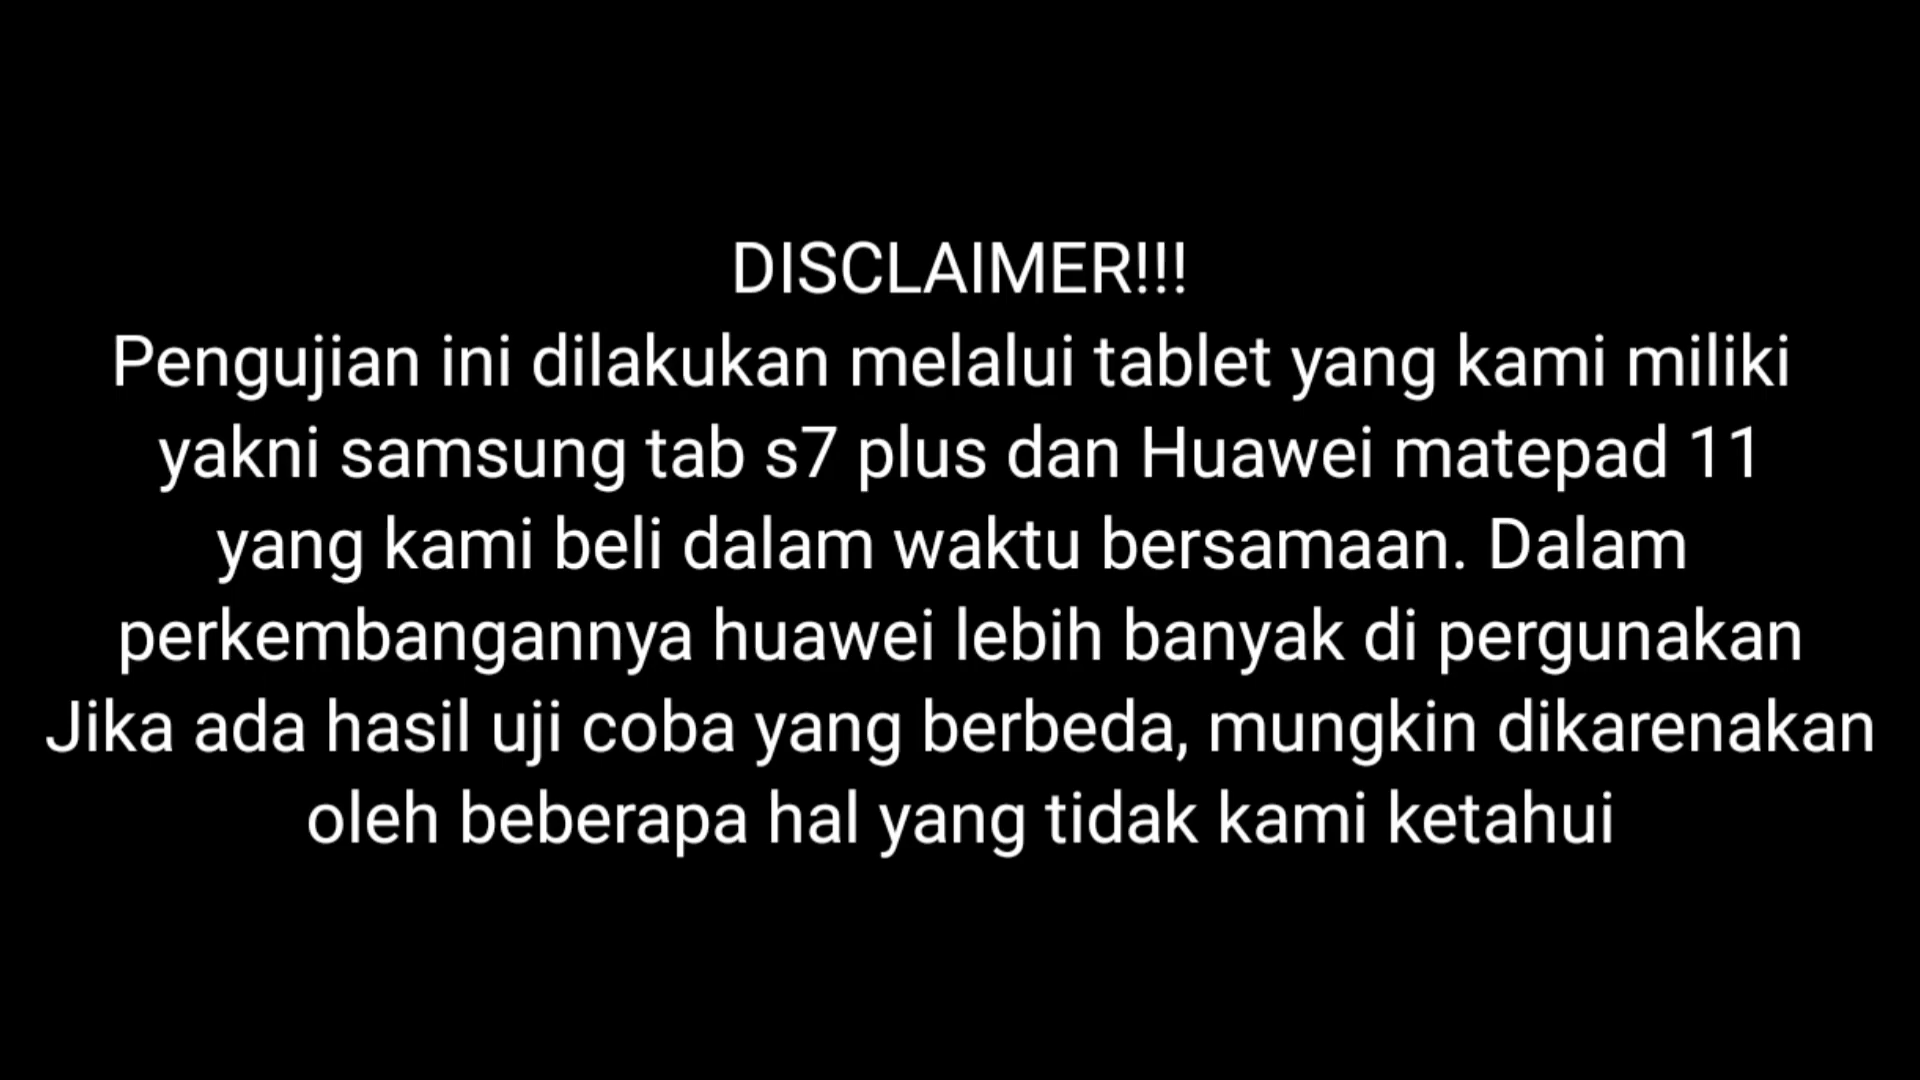 DISCLAIMER!!!
Pengujian ini dilakukan melalui tablet yang kami miliki
yakni samsung tab s7 plus dan Huawei matepad 11
yang kami beli dalam waktu bersamaan. Dalam
perkembangannya huawei lebih banyak di pergunakan
Jika ada hasil uji coba yang berbeda, mungkin dikarenakan
oleh beberapa hal yang tidak kami ketahui